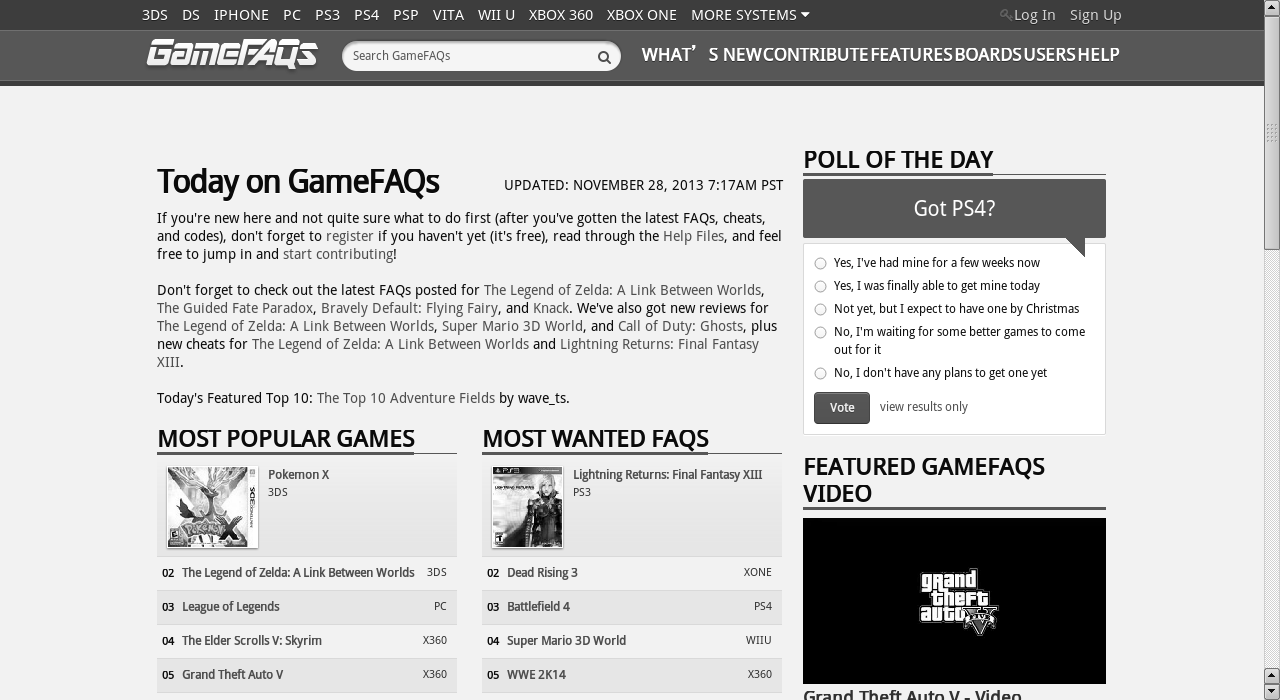 3DS DS IPHONE PC PS3 PS4 PSP VITA WII U XBOX 360 XBOX ONE MORE SYSTEMS Log In Sign Up
GameFAQs Search GameFAQs WHAT'S NEW CONTRIBUTE FEATURES BOARDS USERS HELP
Today on GameFAQs
UPDATED: NOVEMBER 28, 2013 7:17AM PST
If you're new here and not quite sure what to do first (after you've gotten the latest FAQs, cheats,
and codes), don't forget to register if you haven't yet (it's free), read through the Help Files, and feel
free to jump in and start contributing!
Don't forget to check out the latest FAQs posted for The Legend of Zelda: A Link Between Worlds,
The Guided Fate Paradox, Bravely Default: Flying Fairy, and Knack. We've also got new reviews for
The Legend of Zelda: A Link Between Worlds, Super Mario 3D World, and Call of Duty: Ghosts, plus
new cheats for The Legend of Zelda: A Link Between Worlds and Lightning Returns: Final Fantasy
XIII.
Today's Featured Top 10: The Top 10 Adventure Fields by wave_ts.
MOST POPULAR GAMES
Pokemon X
3DS
02 The Legend of Zelda: A Link Between Worlds 3DS
03 League of Legends PC
04 The Elder Scrolls V: Skyrim X360
05 Grand Theft Auto V X360
MOST WANTED FAQS
Lightning Returns: Final Fantasy XIII
PS3
02 Dead Rising 3 XONE
03 Battlefield 4 PS4
04 Super Mario 3D World WIIU
05 WWE 2K14 X360
POLL OF THE DAY
Got PS4?
Yes, I've had mine for a few weeks now
Yes, I was finally able to get mine today
Not yet, but I expect to have one by Christmas
No, I'm waiting for some better games to come
out for it
No, I don't have any plans to get one yet
Vote view results only
FEATURED GAMEFAQS
VIDEO
grand
theft
auto V
Grand Theft Auto V - Video